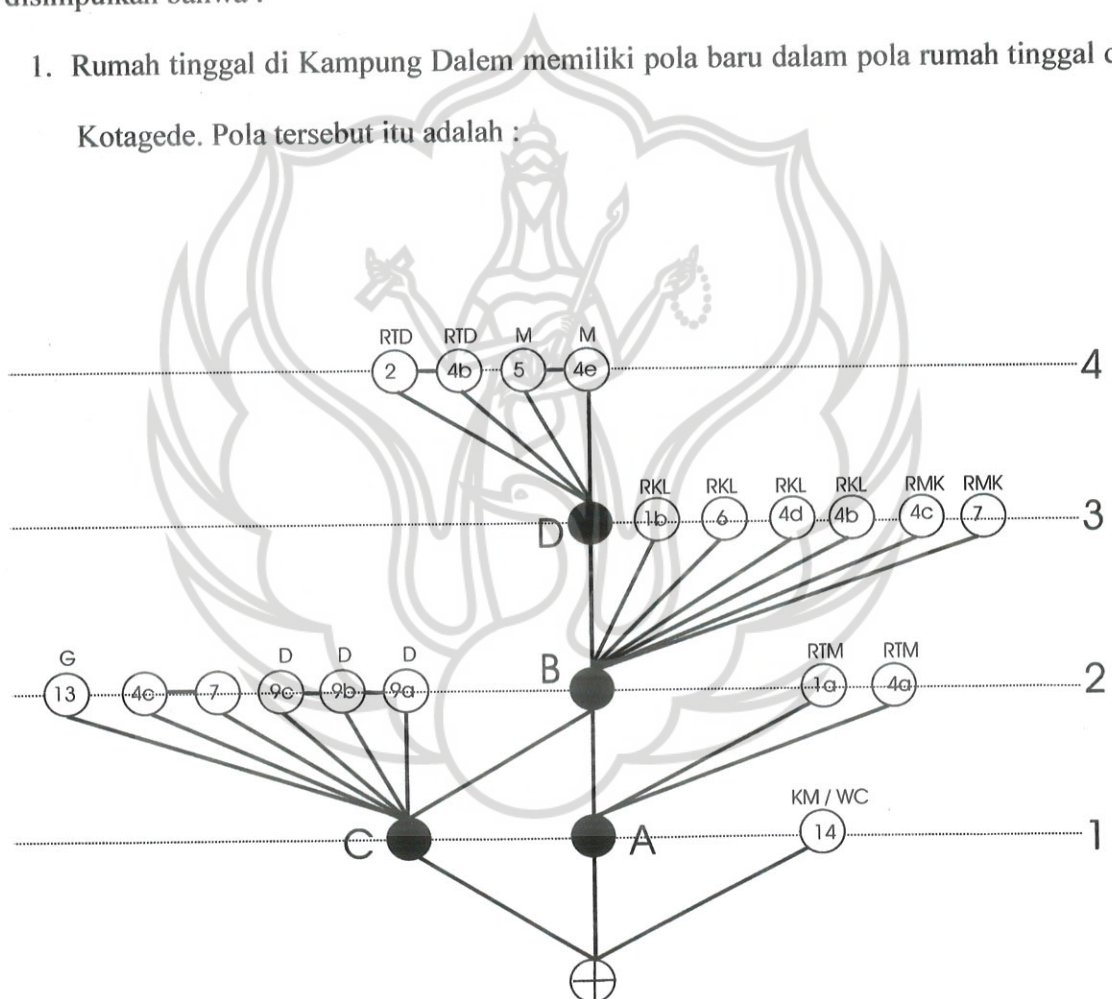 1. Rumah tinggal di Kampung Dalem memiliki pola baru dalam pola rumah tinggal
Kotagede. Pola tersebut itu adalah :
RTD RTD M M
2 4b 5 4e 4
RKL RKL RKL RKL RMK RMK
D 1b 6 4d 4b 4c 7 3
G D D D B RTM RTM
13 4c 7 9c 9b 9a 1a 4a 2
KM / WC
C A 14 1